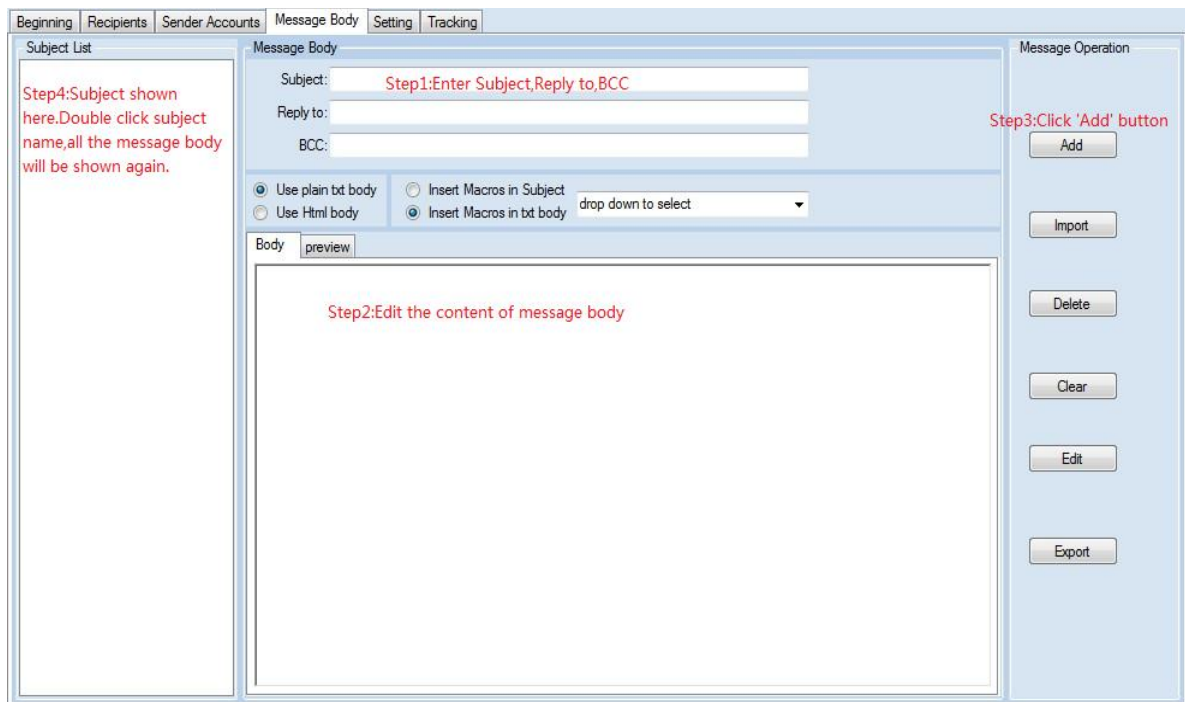 Beginning Recipients Sender Accounts Message Body Setting Tracking
Subject List
Step4:Subject shown
here.Double click subject
name,all the message body
will be shown again.
Message Body
Subject: Step1:Enter Subject,Reply to,BCC
Reply to:
BCC:
Use plain txt body Insert Macros in Subject
Use Html body Insert Macros in txt body drop down to select
Body preview
Step2:Edit the content of message body
Message Operation
Step3:Click 'Add' button
Add
Import
Delete
Clear
Edit
Export